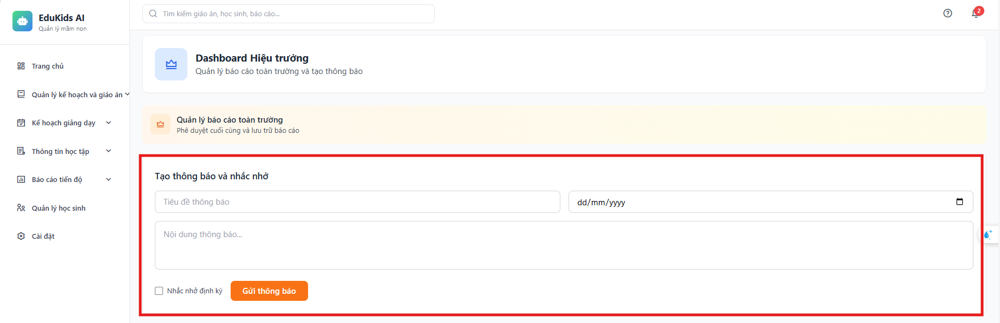 EduKids AI
Quản lý mầm non
Trang chủ
Quản lý kế hoạch và giáo án
Kế hoạch giảng dạy
Thông tin học tập
Báo cáo tiến độ
Quản lý học sinh
Cài đặt
Tìm kiếm giáo án, học sinh, báo cáo...
2
Dashboard Hiệu trưởng
Quản lý báo cáo toàn trường và tạo thông báo
Quản lý báo cáo toàn trường
Phê duyệt cuối cùng và lưu trữ báo cáo
Tạo thông báo và nhắc nhở
Tiêu đề thông báo
dd/mm/yyyy
Nội dung thông báo...
Nhắc nhở định kỳ
Gửi thông báo